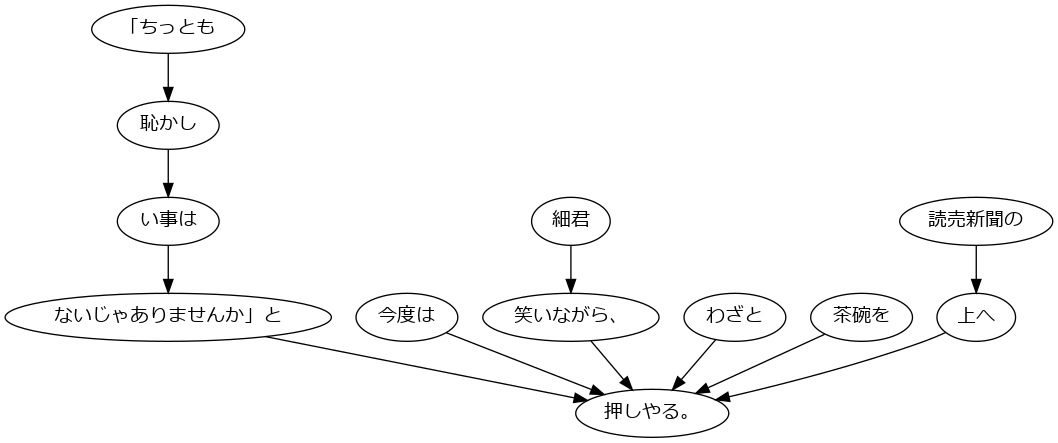 「ちっとも
恥かし
い事は
細君
読売新聞の
ないじゃありませんか」と
今度は
笑いながら、
わざと
茶碗を
上へ
押しやる。